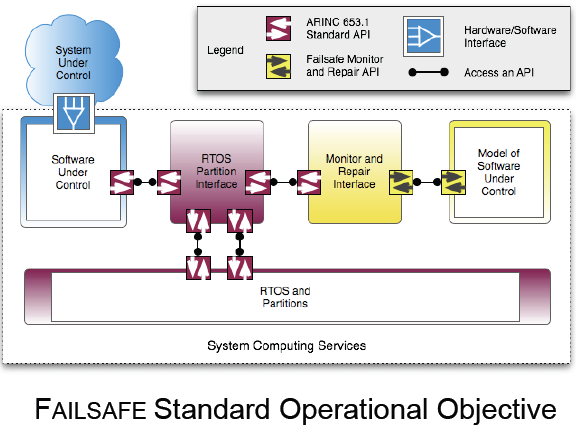 System
Under
Control
Legend
ARINC 653.1
Standard API
Failsafe Monitor
and Repair API
Hardware/Software
Interface
Access an API
Software
Under
Control
RTOS
Partition
Interface
Monitor and
Repair
Interface
Model of
Software
Under
Control
RTOS and
Partitions
System Computing Services
FAILSAFE Standard Operational Objective